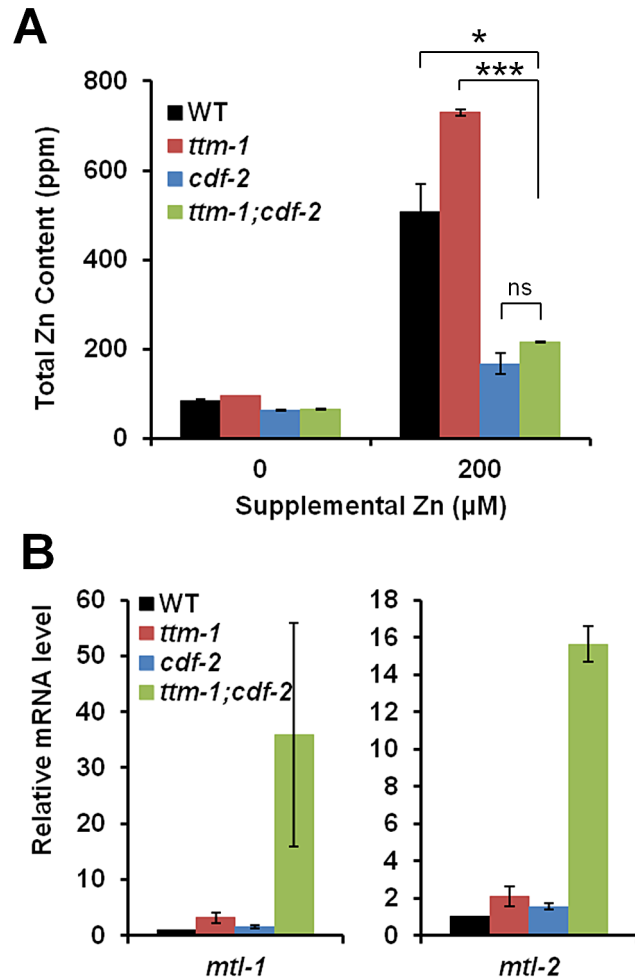 A
*
***
800
600
400
200
0
Total Zn Content (ppm)
WT
ttm-1
cdf-2
ttm-1;cdf-2
ns
0
200
Supplemental Zn (µM)
B
60
50
40
30
20
10
0
Relative mRNA level
WT
ttm-1
cdf-2
ttm-1;cdf-2
mtl-1
18
16
14
12
10
8
6
4
2
0
mtl-2